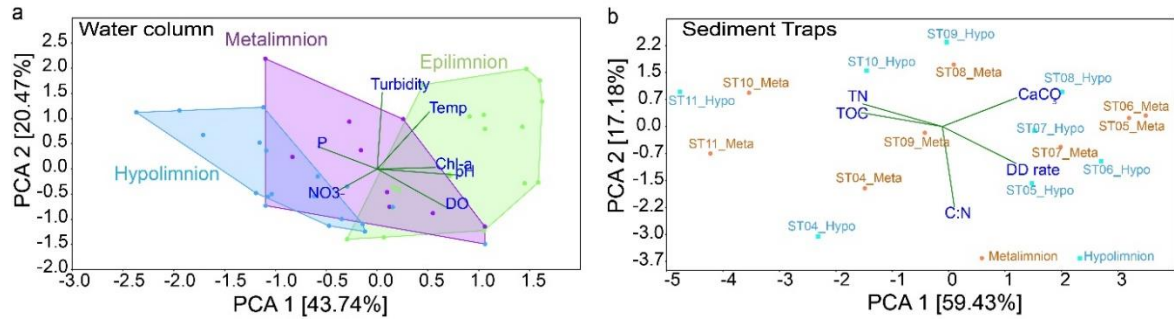 a
Water column
Metalimnion
Epilimnion
Hypolimnion
Turbidity
Temp
P
Chl-a
pH
NO3-
DO
2.5
2.0
1.5
1.0
0.5
0.0
-0.5
-1.0
-1.5
-2.0
PCA 2 [20.47%]
-3.0 -2.5 -2.0 -1.5 -1.0 -0.5 0.0 0.5 1.0 1.5
PCA 1 [43.74%]
b
Sediment Traps
ST09_Hypo
ST10_Hypo
ST08_Meta
ST11_Hypo
ST10_Meta
TN
TOC
CaCO3
ST08_Hypo
ST06_Meta
ST05_Meta
ST07_Hypo
ST09_Meta
ST11_Meta
ST07_Meta
ST06_Hypo
DD rate
ST05_Hypo
ST04_Meta
C:N
ST04_Hypo
Metalimnion
Hypolimnion
2.2
1.5
0.7
0.0
-0.7
-1.5
-2.2
-3.0
-3.7
PCA 2 [17.18%]
-5 -4 -3 -2 -1 0 1 2 3
PCA 1 [59.43%]